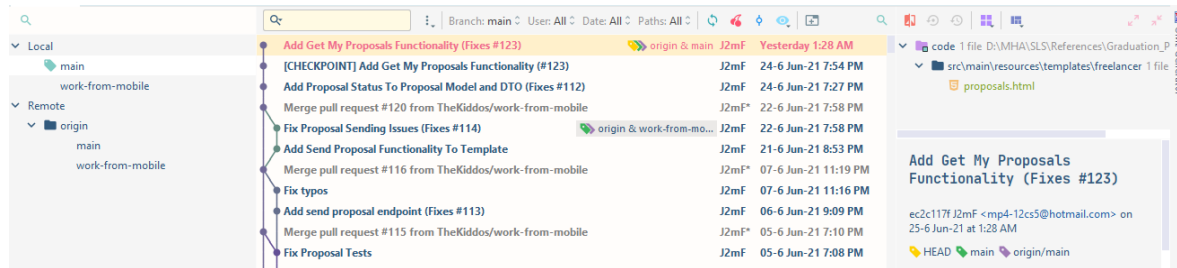 Branch: main User: All Date: All Paths: All
Local
main
work-from-mobile
Remote
origin
main
work-from-mobile
Add Get My Proposals Functionality (Fixes #123) origin & main J2mF Yesterday 1:28 AM
[CHECKPOINT] Add Get My Proposals Functionality (#123) J2mF 24-6 Jun-21 7:54 PM
Add Proposal Status To Proposal Model and DTO (Fixes #112) J2mF 24-6 Jun-21 7:27 PM
Merge pull request #120 from TheKiddos/work-from-mobile J2mF* 22-6 Jun-21 7:58 PM
Fix Proposal Sending Issues (Fixes #114) origin & work-from-mo... J2mF 22-6 Jun-21 7:58 PM
Add Send Proposal Functionality To Template J2mF 21-6 Jun-21 8:53 PM
Merge pull request #116 from TheKiddos/work-from-mobile J2mF* 07-6 Jun-21 11:19 PM
Fix typos J2mF 07-6 Jun-21 11:16 PM
Add send proposal endpoint (Fixes #113) J2mF 06-6 Jun-21 9:09 PM
Merge pull request #115 from TheKiddos/work-from-mobile J2mF* 05-6 Jun-21 7:10 PM
Fix Proposal Tests J2mF 05-6 Jun-21 7:08 PM
code 1 file D:\MHA\SLS\References\Graduation_P
src\main\resources\templates\freelancer 1 file
proposals.html
Add Get My Proposals
Functionality (Fixes #123)
ec2c117f J2mF <mp4-12cs5@hotmail.com> on
25-6 Jun-21 at 1:28 AM
HEAD main origin/main